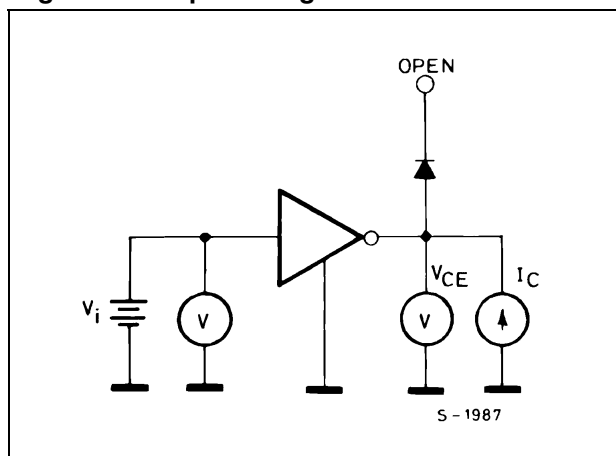 OPEN
V_i
V
V_CE
V
I_C
S-1987